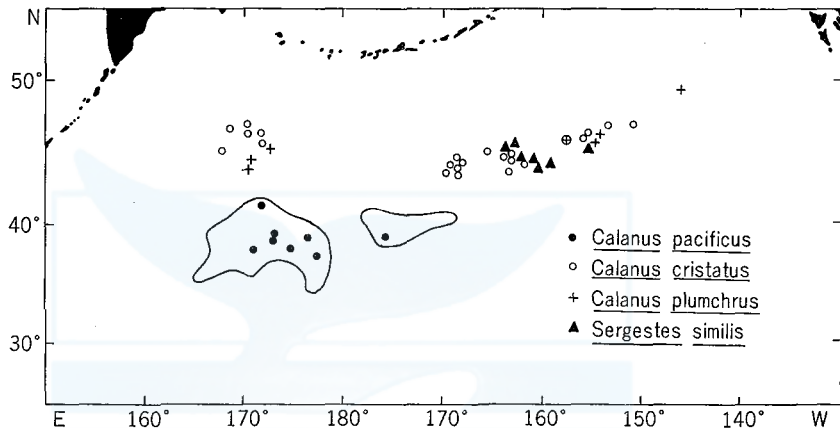 N
50°
40°
30°
● Calanus pacificus
○ Calanus cristatus
+ Calanus plumchrus
▲ Sergestes similis
E 160° 170° 180° 170° 160° 150° 140° W